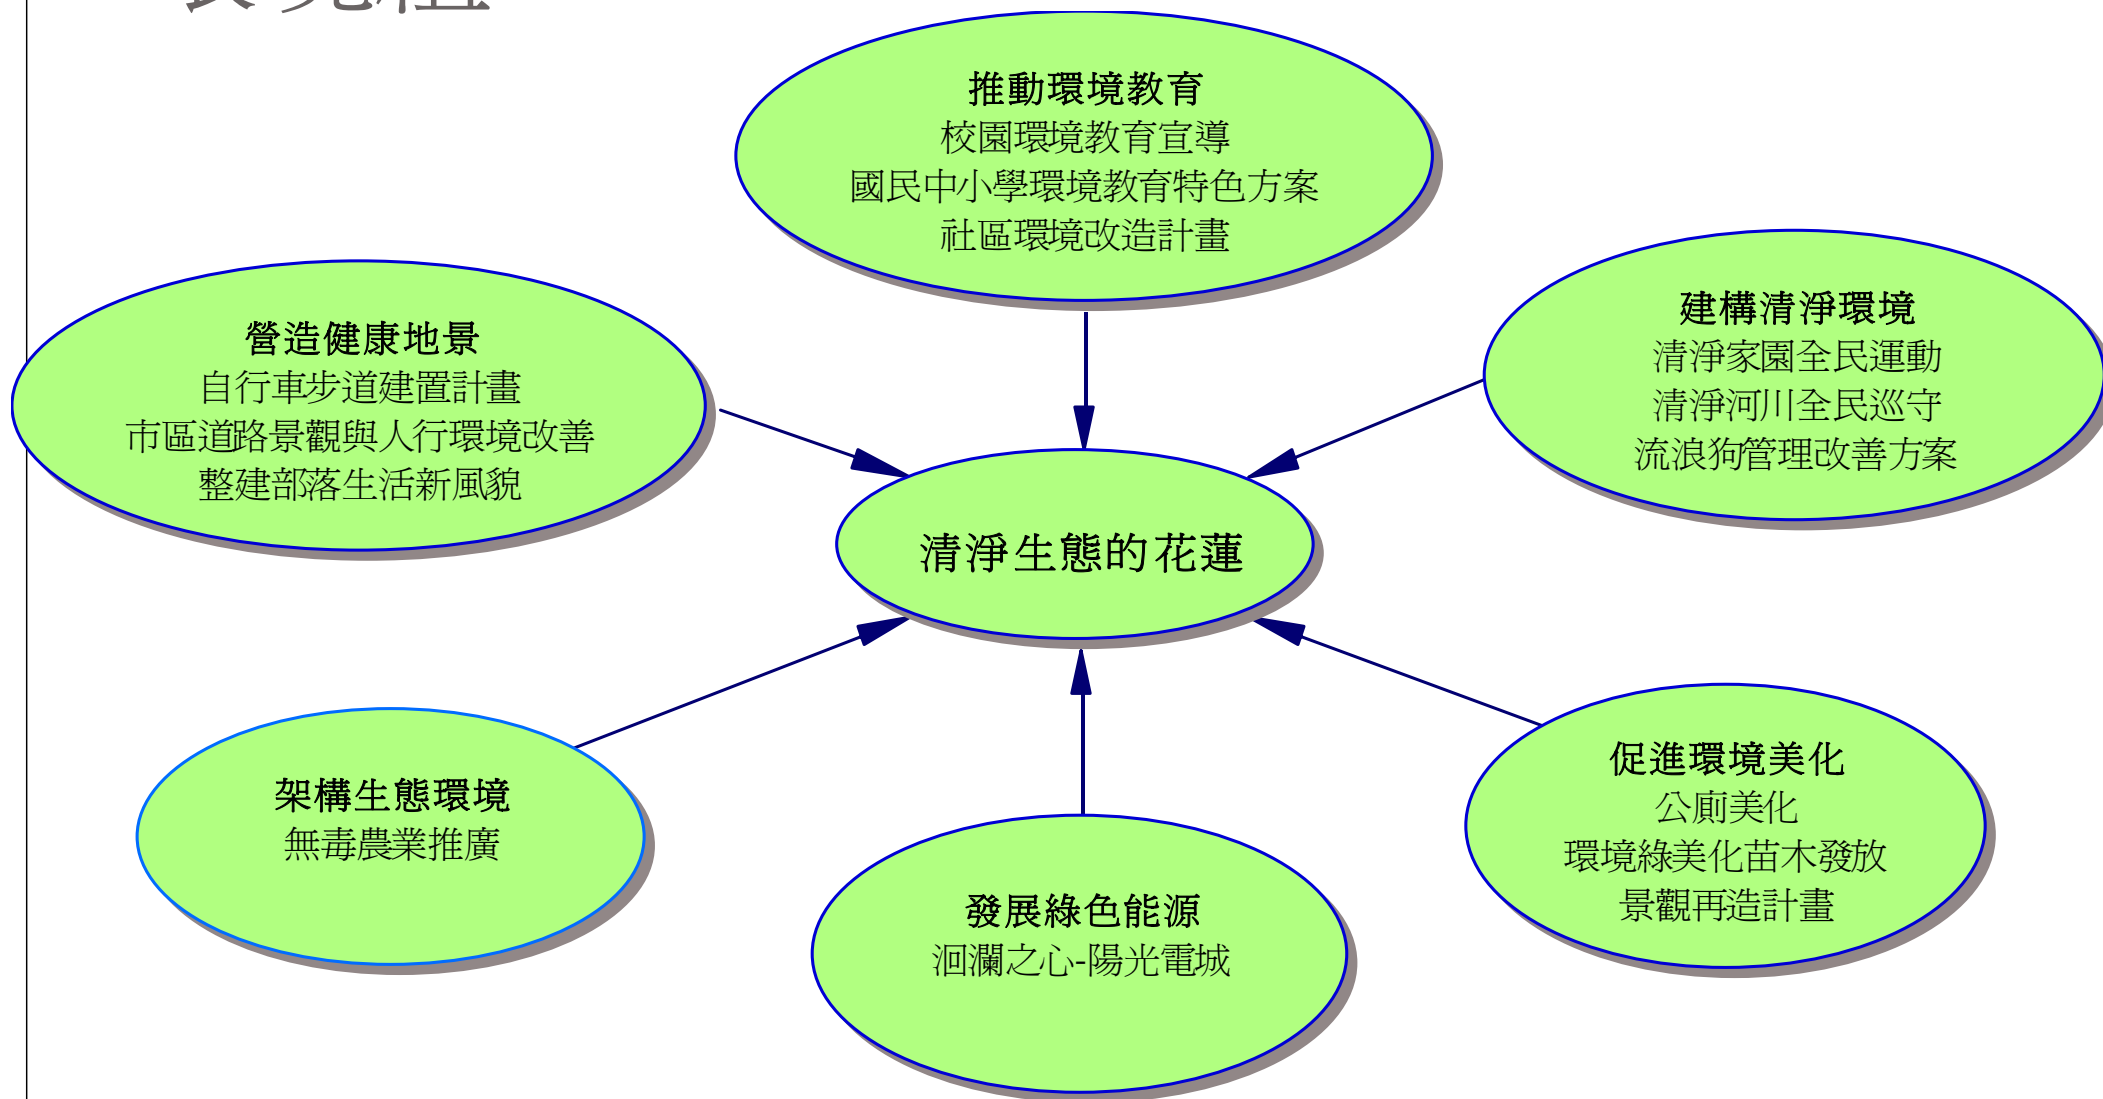 推動環境教育
校園環境教育宣導
國民中小學環境教育特色方案
社區環境改造計畫
營造健康地景
自行車步道建置計畫
市區道路景觀與人行環境改善
整建部落生活新風貌
建構清淨環境
清淨家園全民運動
清淨河川全民巡守
流浪狗管理改善方案
清淨生態的花蓮
架構生態環境
無毒農業推廣
發展綠色能源
洄瀾之心-陽光電城
促進環境美化
公廁美化
環境綠美化苗木發放
景觀再造計畫